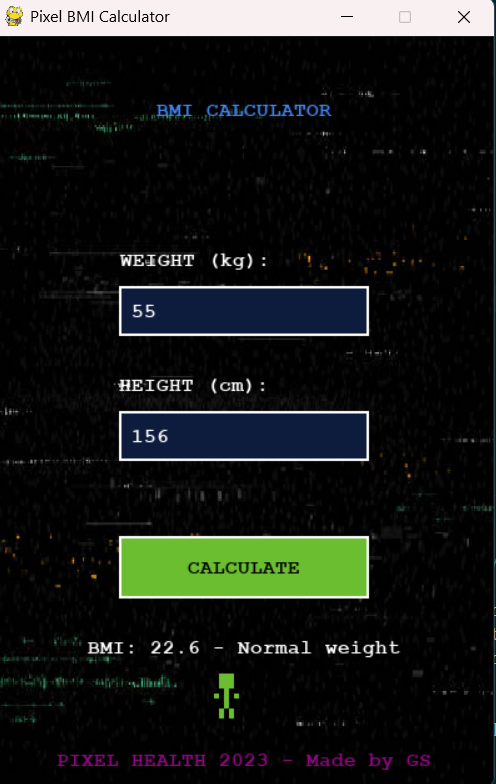 Pixel BMI Calculator
BMI CALCULATOR
WEIGHT (kg):
55
HEIGHT (cm):
156
CALCULATE
BMI: 22.6 - Normal weight
PIXEL HEALTH 2023 - Made by GS